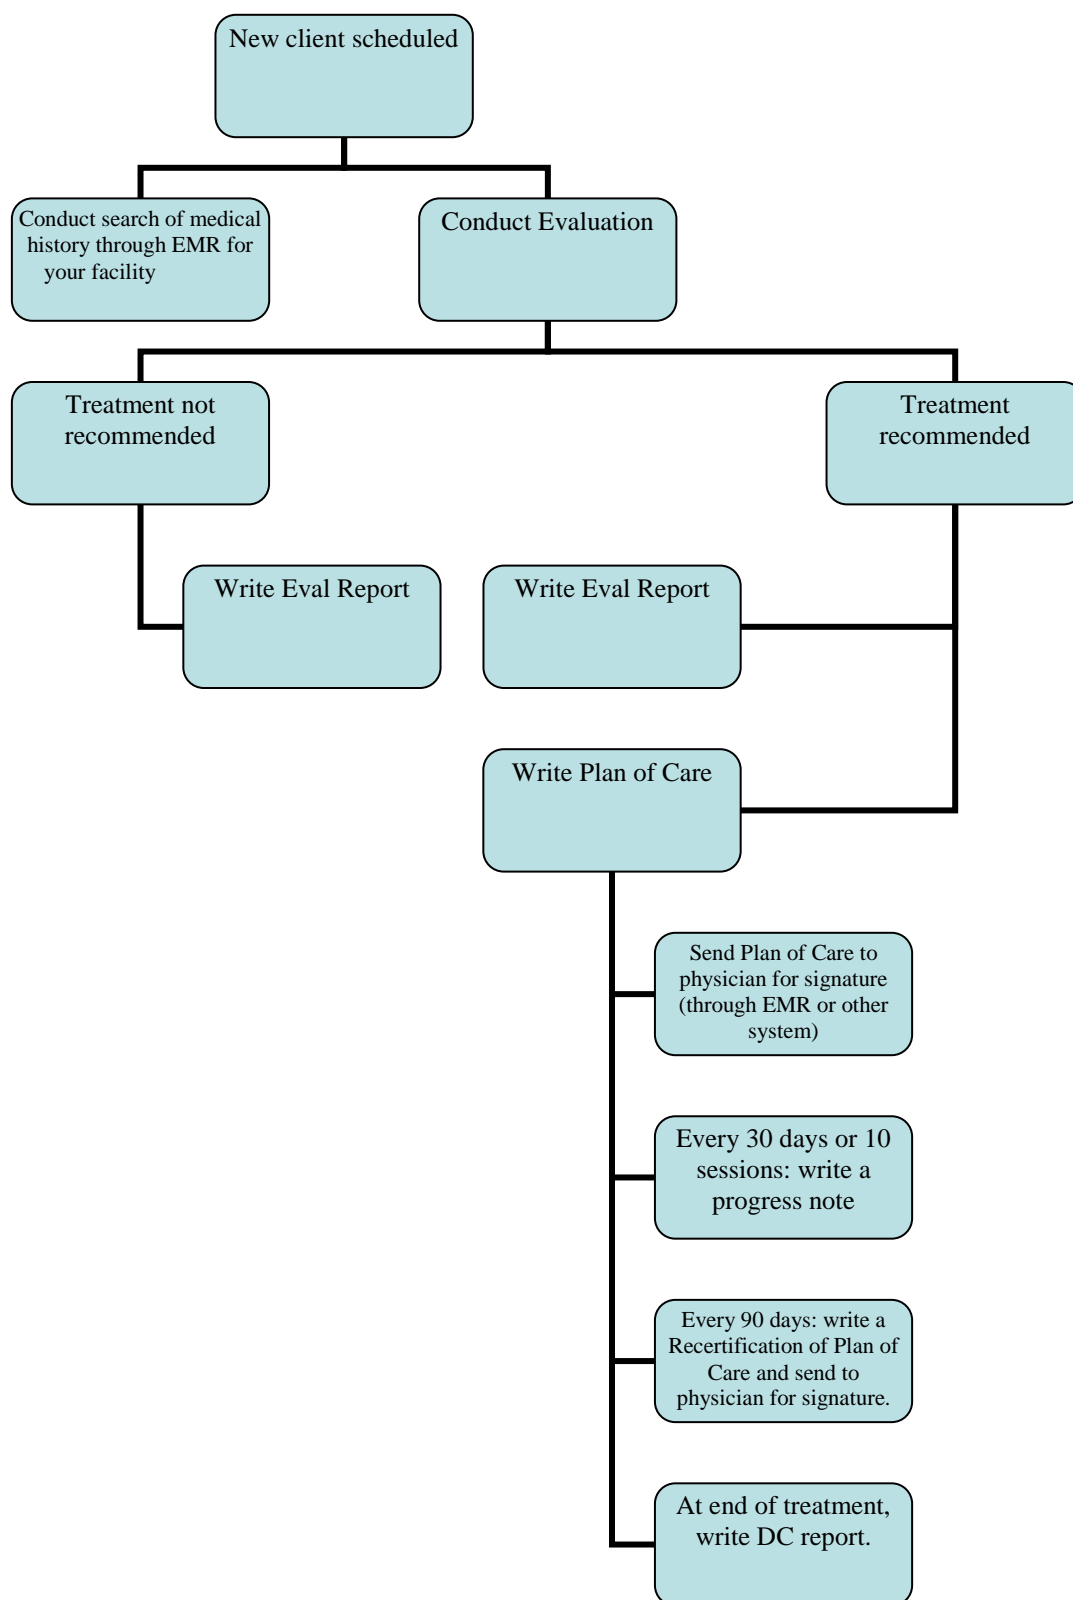 New client scheduled
Conduct search of medical
history through EMR for
your facility
Conduct Evaluation
Treatment not
recommended
Treatment
recommended
Write Eval Report
Write Eval Report
Write Plan of Care
Send Plan of Care to
physician for signature
(through EMR or other
system)
Every 30 days or 10
sessions: write a
progress note
Every 90 days: write a
Recertification of Plan of
Care and send to
physician for signature.
At end of treatment,
write DC report.